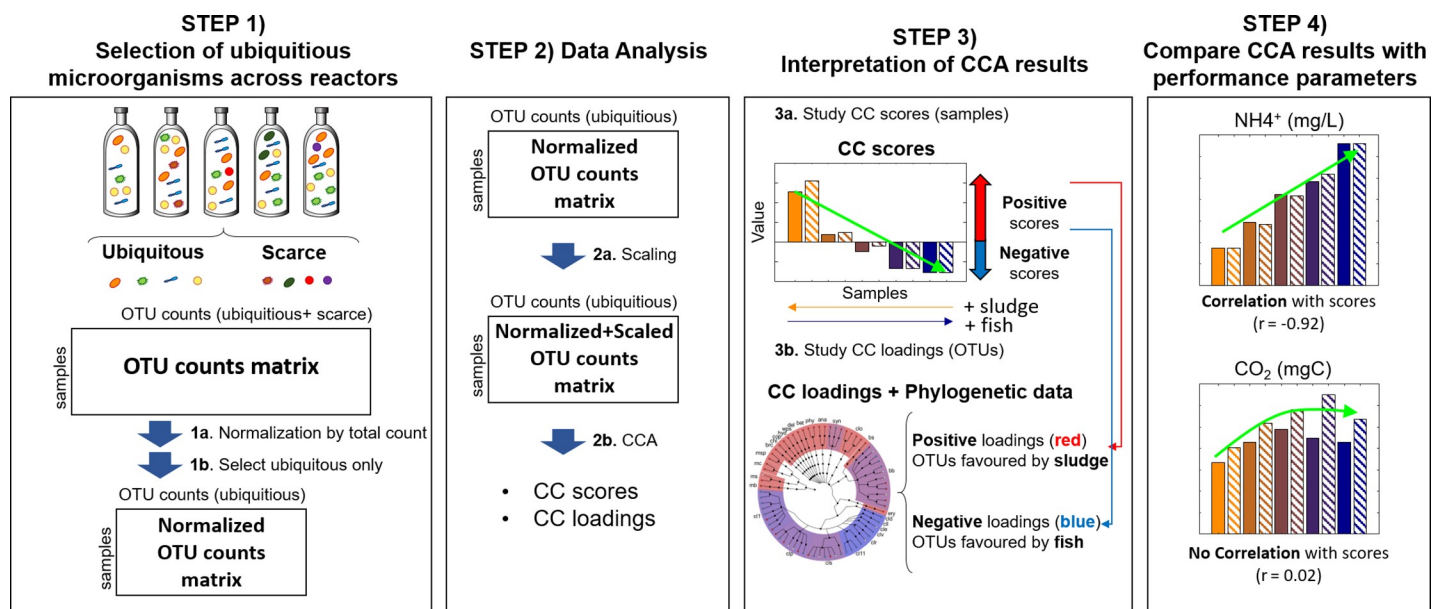 STEP 1)
Selection of ubiquitious
microorganisms across reactors
Ubiquitous
Scarce
OTU counts (ubiquitious+ scarce)
samples
OTU counts matrix
1a. Normalization by total count
1b. Select ubiquitous only
OTU counts (ubiquitious)
samples
Normalized
OTU counts
matrix
STEP 2) Data Analysis
OTU counts (ubiquitious)
samples
Normalized
OTU counts
matrix
2a. Scaling
OTU counts (ubiquitious)
samples
Normalized+Scaled
OTU counts
matrix
2b. CCA
• CC scores
• CC loadings
STEP 3)
Interpretation of CCA results
3a. Study CC scores (samples)
CC scores
Value
Samples
Positive
scores
Negative
scores
+ sludge
+ fish
3b. Study CC loadings (OTUs)
CC loadings + Phylogenetic data
Positive loadings (red)
OTUs favoured by sludge
Negative loadings (blue)
OTUs favoured by fish
STEP 4)
Compare CCA results with
performance parameters
NH4⁺ (mg/L)
Correlation with scores
(r = -0.92)
CO₂ (mgC)
No Correlation with scores
(r = 0.02)